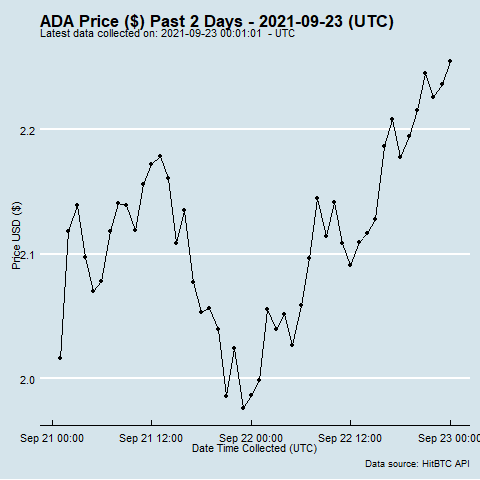 ADA Price ($) Past 2 Days - 2021-09-23 (UTC)
Latest data collected on: 2021-09-23 00:01:01 - UTC
2.2
2.1
2.0
Price USD ($)
Sep 21 00:00 Sep 21 12:00 Sep 22 00:00 Sep 22 12:00 Sep 23 00:00
Date Time Collected (UTC)
Data source: HitBTC API